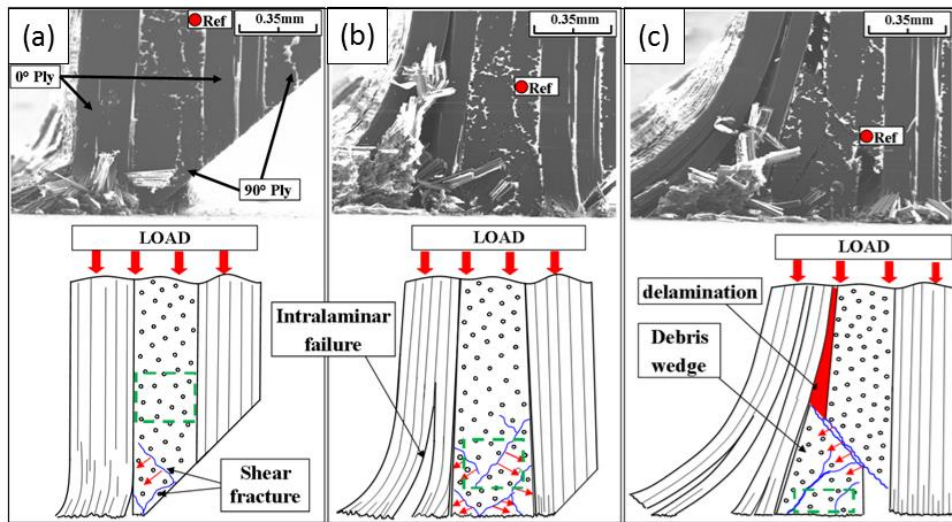 (a)
Ref
0.35mm
0° Ply
90° Ply
LOAD
Shear
fracture
(b)
0.35mm
Ref
LOAD
Intralaminar
failure
(c)
0.35mm
Ref
LOAD
delamination
Debris
wedge